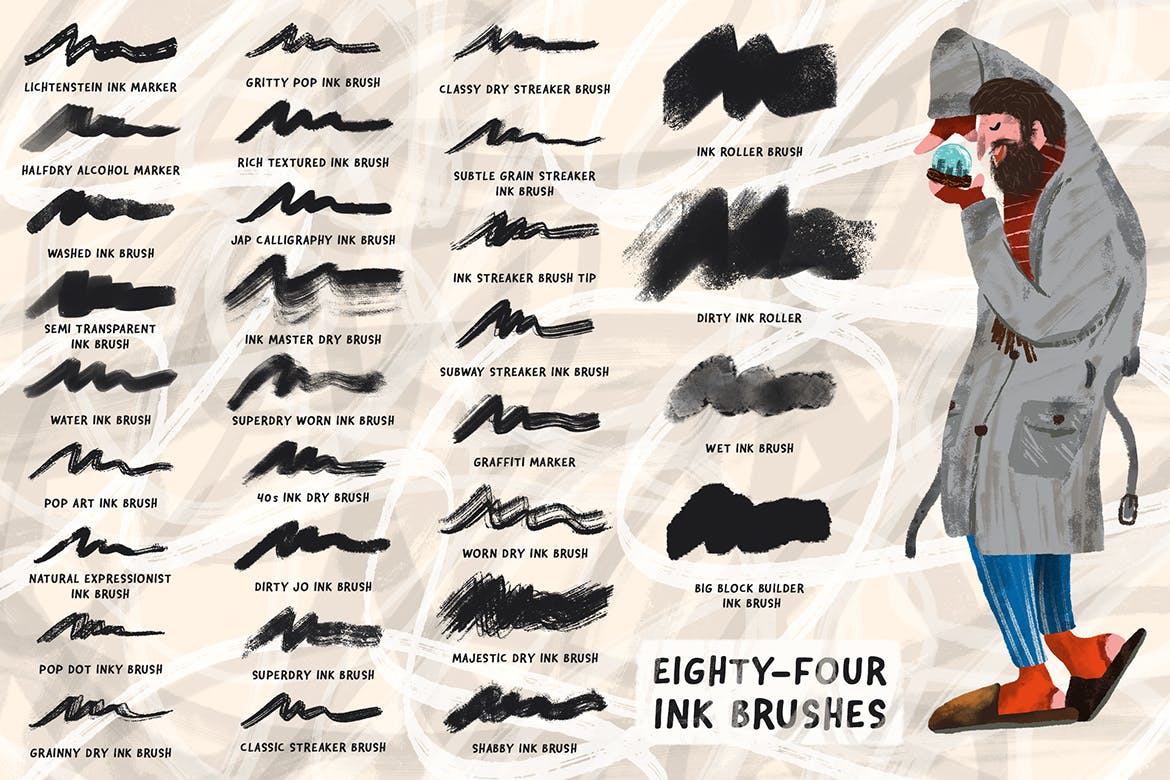 LICHTENSTEIN INK MARKER
HALFDRY ALCOHOL MARKER
WASHED INK BRUSH
SEMI TRANSPARENT
INK BRUSH
WATER INK BRUSH
POP ART INK BRUSH
NATURAL EXPRESSIONIST
INK BRUSH
POP DOT INKY BRUSH
GRAINNY DRY INK BRUSH
GRITTY POP INK BRUSH
RICH TEXTURED INK BRUSH
JAP CALLIGRAPHY INK BRUSH
INK MASTER DRY BRUSH
SUPERDRY WORN INK BRUSH
40s INK DRY BRUSH
DIRTY JO INK BRUSH
SUPERDRY INK BRUSH
CLASSIC STREAKER BRUSH
CLASSY DRY STREAKER BRUSH
SUBTLE GRAIN STREAKER
INK BRUSH
INK STREAKER BRUSH TIP
SUBWAY STREAKER INK BRUSH
GRAFFITI MARKER
WORN DRY INK BRUSH
MAJESTIC DRY INK BRUSH
SHABBY INK BRUSH
INK ROLLER BRUSH
DIRTY INK ROLLER
WET INK BRUSH
BIG BLOCK BUILDER
INK BRUSH
EIGHTY-FOUR
INK BRUSHES